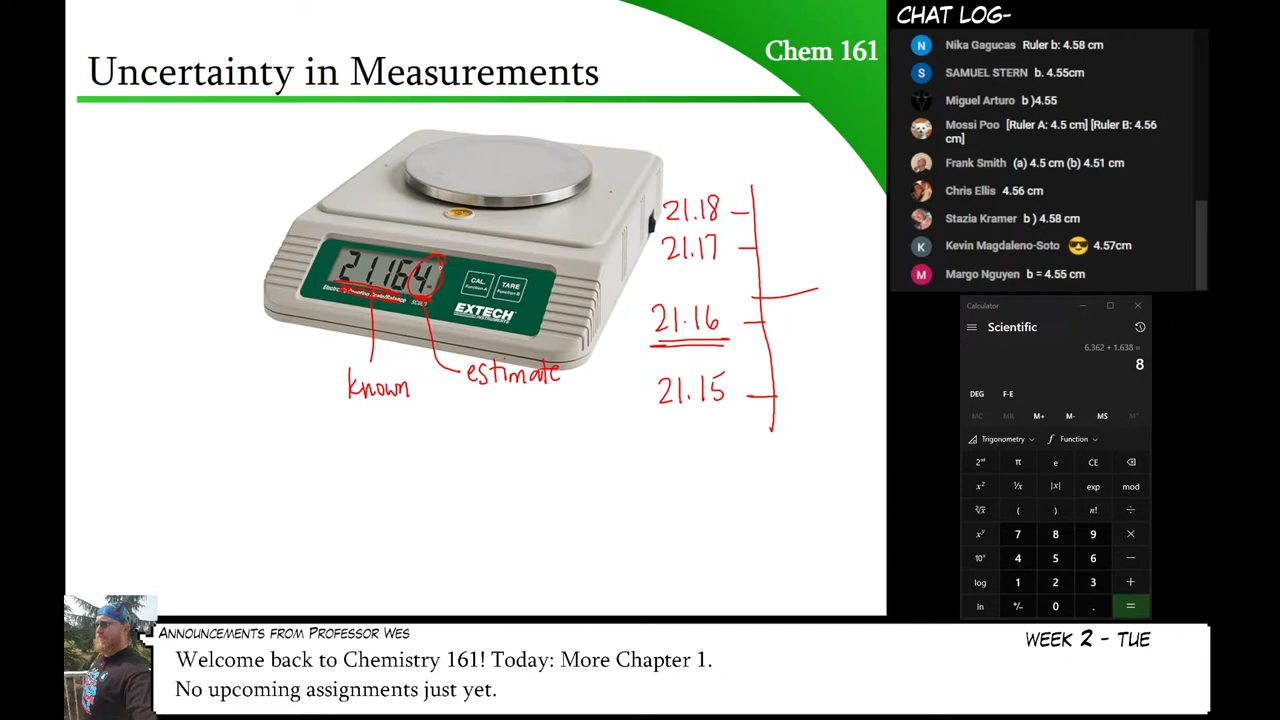 Uncertainty in Measurements
Chem 161
21.164
CAL.
Function A
TARE
Function B
EXTECH
INSTRUMENTS
known
estimate
21.18
21.17
21.16
21.15
CHAT LOG-
N Nika Gagucas Ruler b: 4.58 cm
S SAMUEL STERN b. 4.55cm
Miguel Arturo b )4.55
Mossi Poo [Ruler A: 4.5 cm] [Ruler B: 4.56
cm]
Frank Smith (a) 4.5 cm (b) 4.51 cm
Chris Ellis 4.56 cm
Stazia Kramer b ) 4.58 cm
K Kevin Magdaleno-Soto 😎 4.57cm
M Margo Nguyen b = 4.55 cm
Calculator
Scientific
6.362 + 1.638 =
8
DEG F-E
MC MR M+ M- MS M˅
Trigonometry f Function
2ⁿᵈ π e CE
x² ¹/x |x| exp mod
²√x ( ) n! ÷
xʸ 7 8 9 ×
10ˣ 4 5 6 −
log 1 2 3 +
ln +/− 0 . =
ANNOUNCEMENTS FROM PROFESSOR WES
WEEK 2 - TUE
Welcome back to Chemistry 161! Today: More Chapter 1.
No upcoming assignments just yet.